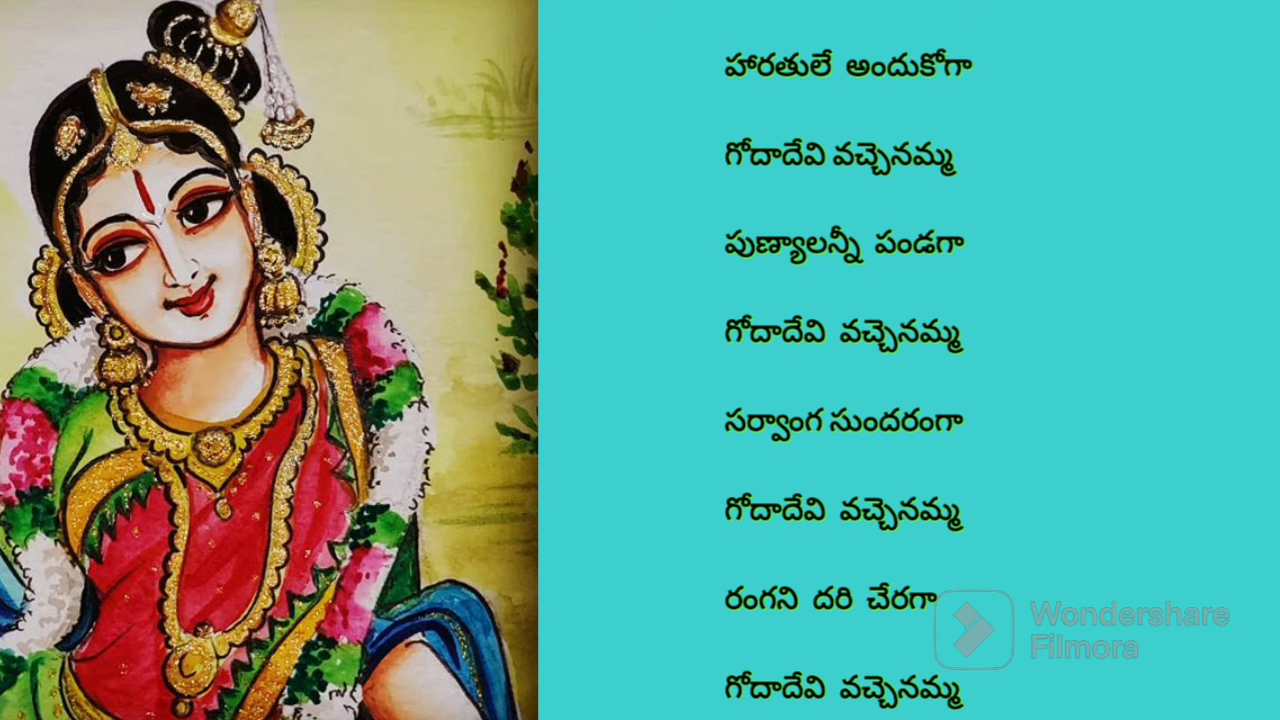 హారతులే అందుకోగా
గోదాదేవి వచ్చెనమ్మ
పుణ్యాలన్నీ పండగా
గోదాదేవి వచ్చెనమ్మ
సర్వాంగ సుందరంగా
గోదాదేవి వచ్చెనమ్మ
రంగని దరి చేరగా
Wondershare
Filmora
గోదాదేవి వచ్చెనమ్మ